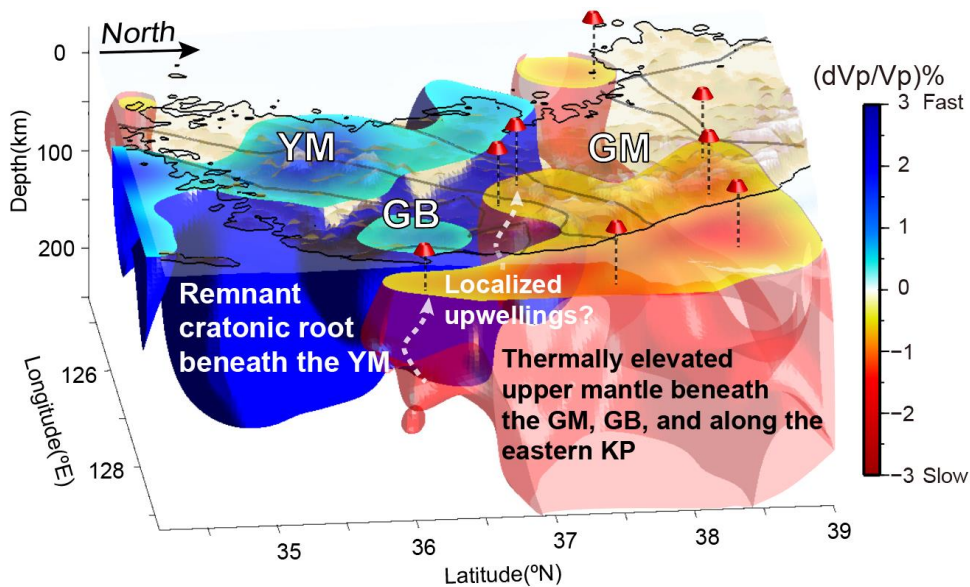 North
(dVp/Vp)%
0
100
200
Depth(km)
YM
GM
GB
3 Fast
2
1
0
−1
−2
−3 Slow
Remnant
cratonic root
beneath the YM
Localized
upwellings?
Thermally elevated
upper mantle beneath
the GM, GB, and along the
eastern KP
126
128
Longitude(ºE)
35
36
37
38
39
Latitude(ºN)